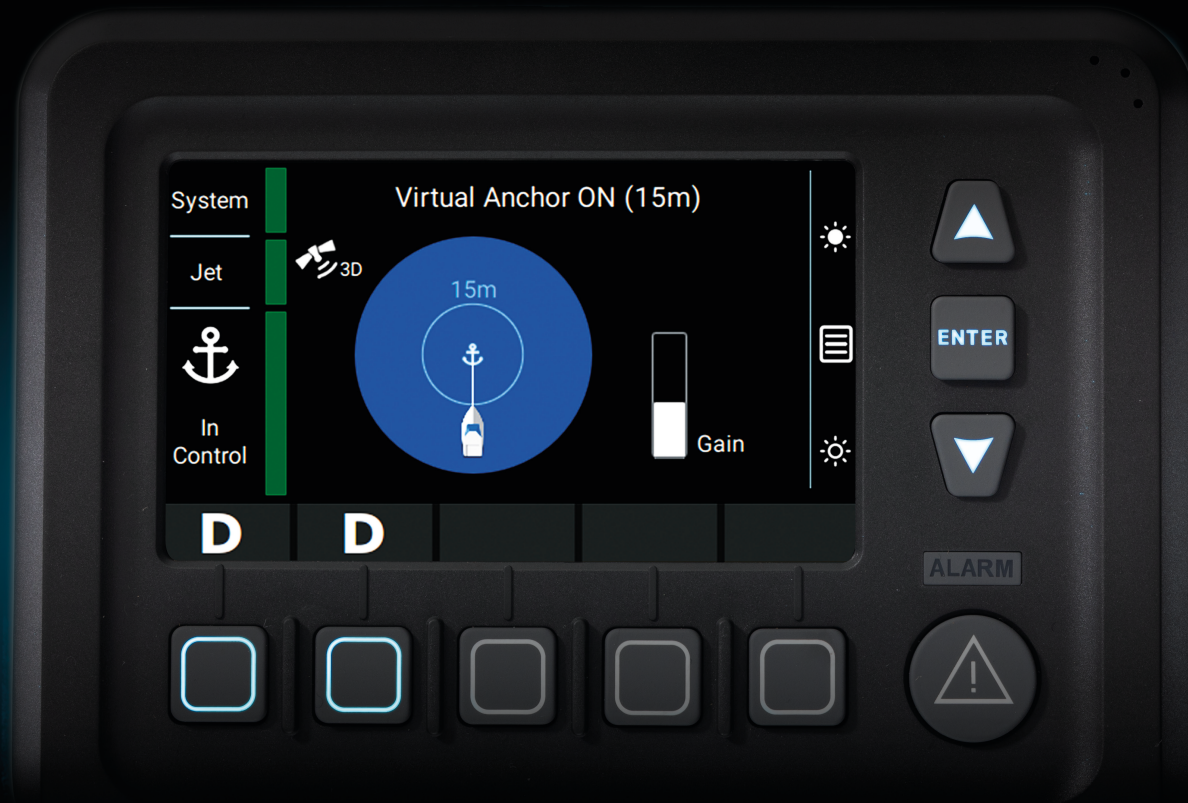 System
Jet
In
Control
Virtual Anchor ON (15m)
3D
15m
Gain
D
D
ENTER
ALARM